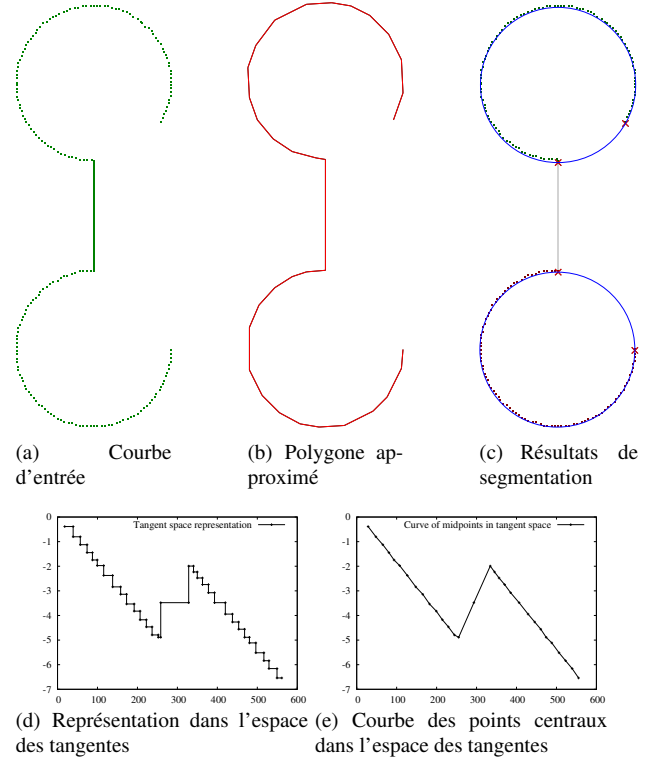 (a) Courbe
d'entrée
(b) Polygone ap-
proximé
(c) Résultats de
segmentation
Tangent space representation
0
-1
-2
-3
-4
-5
-6
-7
0 100 200 300 400 500 600
(d) Représentation dans l'espace
des tangentes
Curve of midpoints in tangent space
0
-1
-2
-3
-4
-5
-6
-7
0 100 200 300 400 500 600
(e) Courbe des points centraux
dans l'espace des tangentes